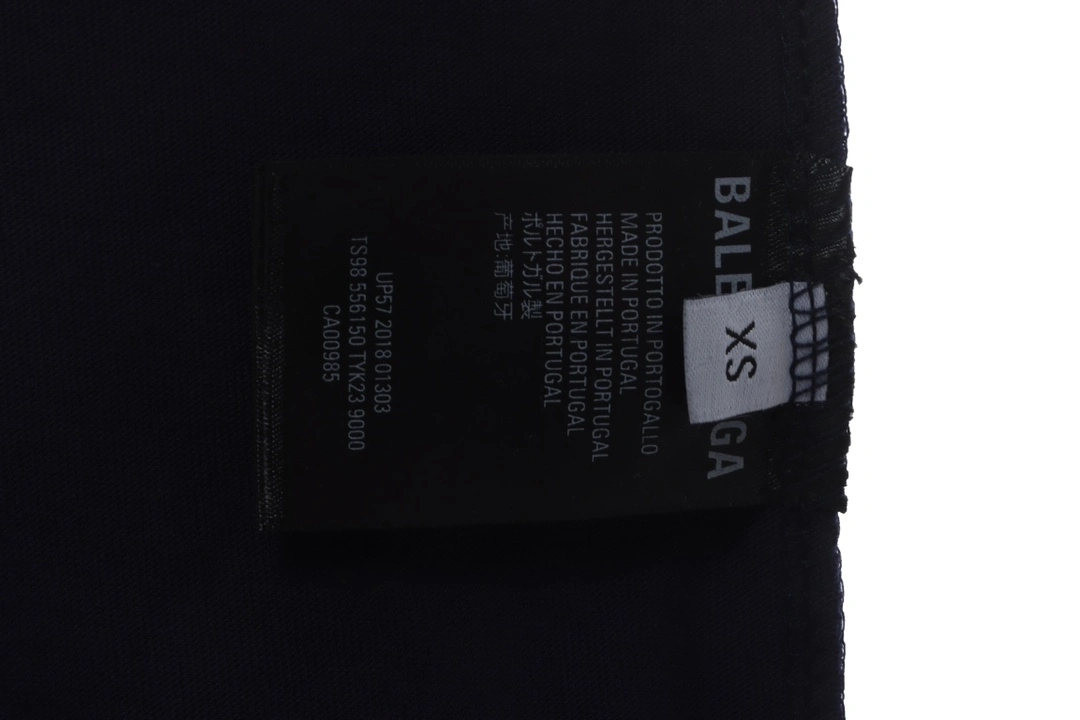 BALE GA
XS
PRODOTTO IN PORTOGALLO
MADE IN PORTUGAL
HERGESTELLT IN PORTUGAL
FABRIQUE EN PORTUGAL
HECHO EN PORTUGAL
ポルトガル製
产地:葡萄牙
UP57 2018 01303
TS98 556150 TYK23 9000
CA00985